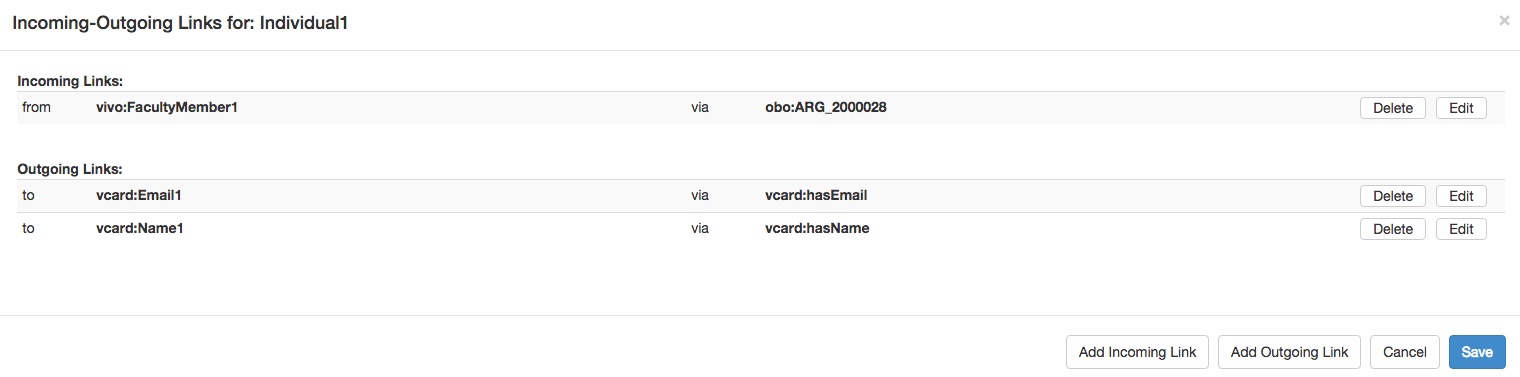 Incoming-Outgoing Links for: Individual1 ×
Incoming Links:
from vivo:FacultyMember1 via obo:ARG_2000028 Delete Edit
Outgoing Links:
to vcard:Email1 via vcard:hasEmail Delete Edit
to vcard:Name1 via vcard:hasName Delete Edit
Add Incoming Link Add Outgoing Link Cancel Save